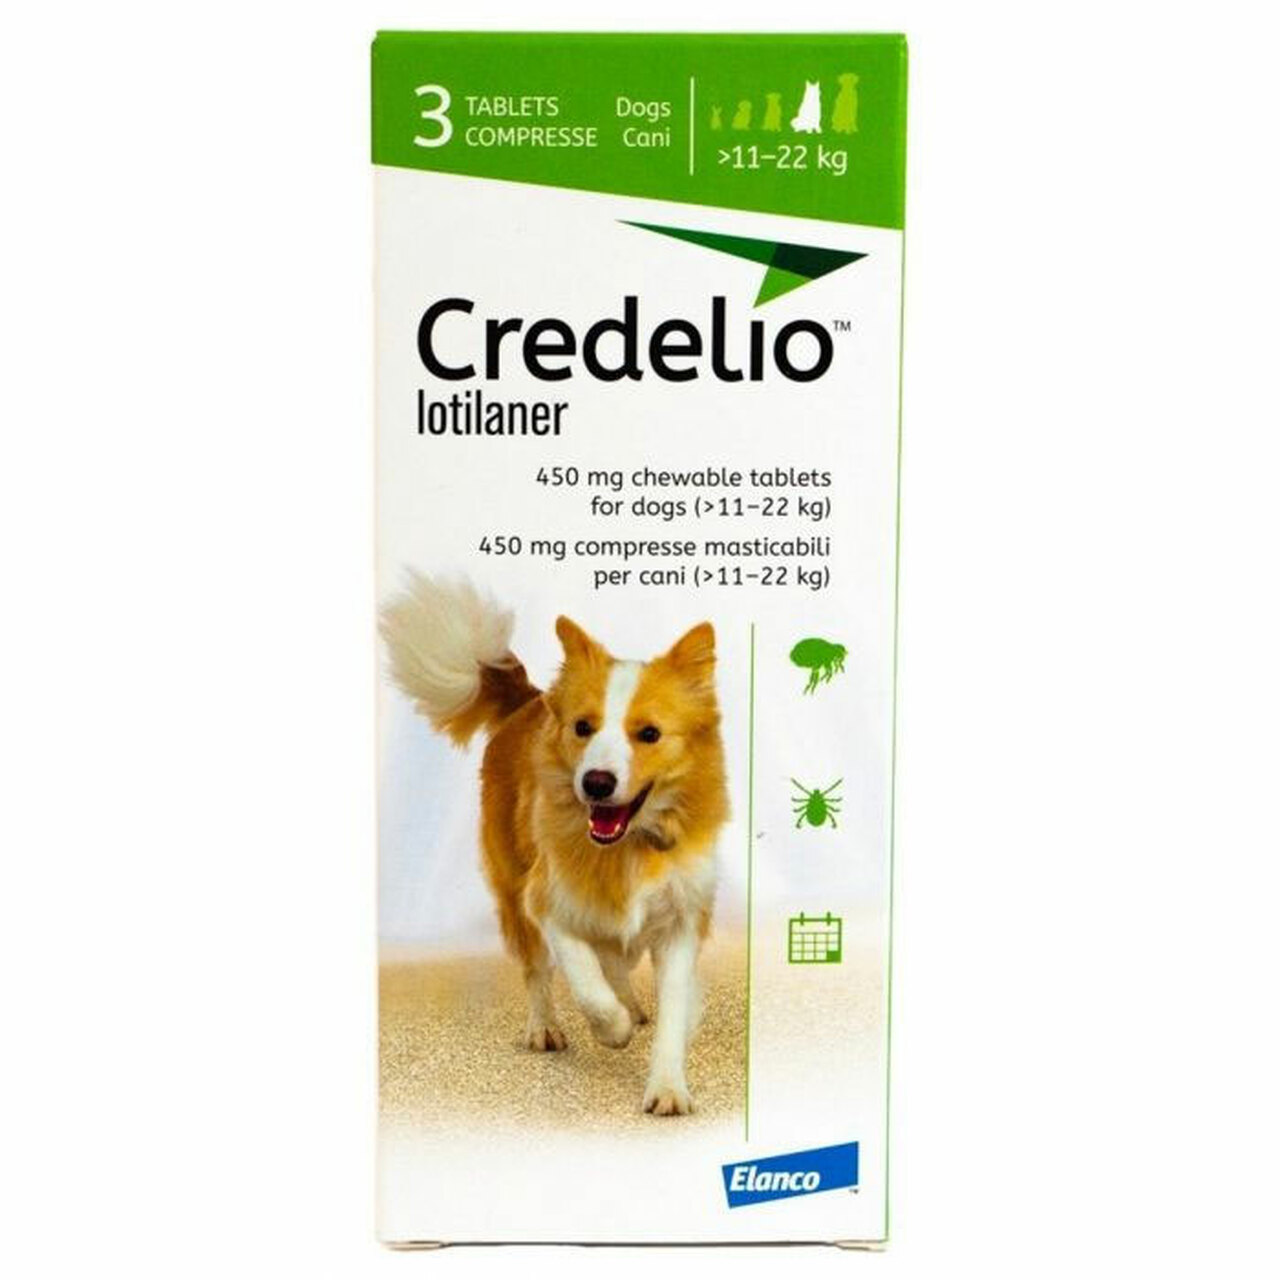 3 TABLETS Dogs
COMPRESSE Cani
>11–22 kg
Credelio™
lotilaner
450 mg chewable tablets
for dogs (>11–22 kg)
450 mg compresse masticabili
per cani (>11–22 kg)
Elanco™